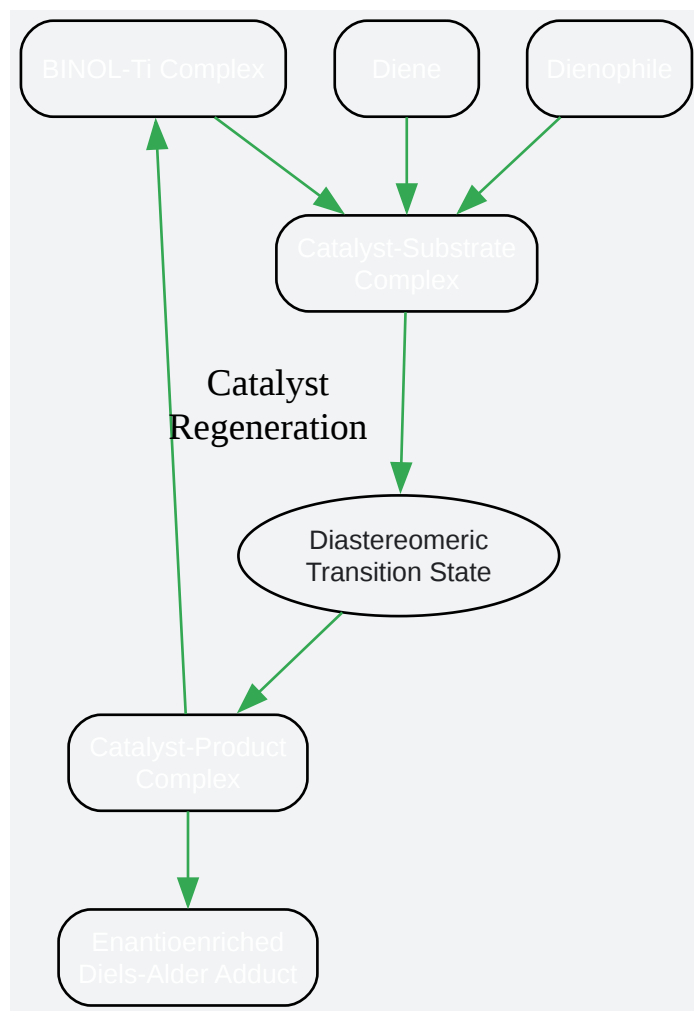 BINOL-Ti Complex
Diene
Dienophile
Catalyst-Substrate
Complex
Catalyst
Regeneration
Diastereomeric
Transition State
Catalyst-Product
Complex
Enantioenriched
Diels-Alder Adduct